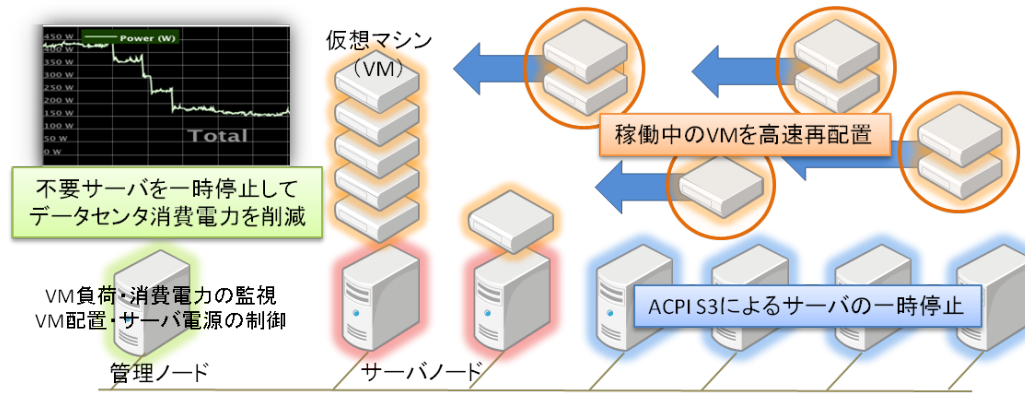 450 W
400 W
350 W
300 W
250 W
200 W
150 W
100 W
50 W
0 W
Power (W)
Total
不要サーバを一時停止して
データセンタ消費電力を削減
仮想マシン
(VM)
稼働中のVMを高速再配置
VM負荷・消費電力の監視
VM配置・サーバ電源の制御
ACPI S3によるサーバの一時停止
管理ノード
サーバノード